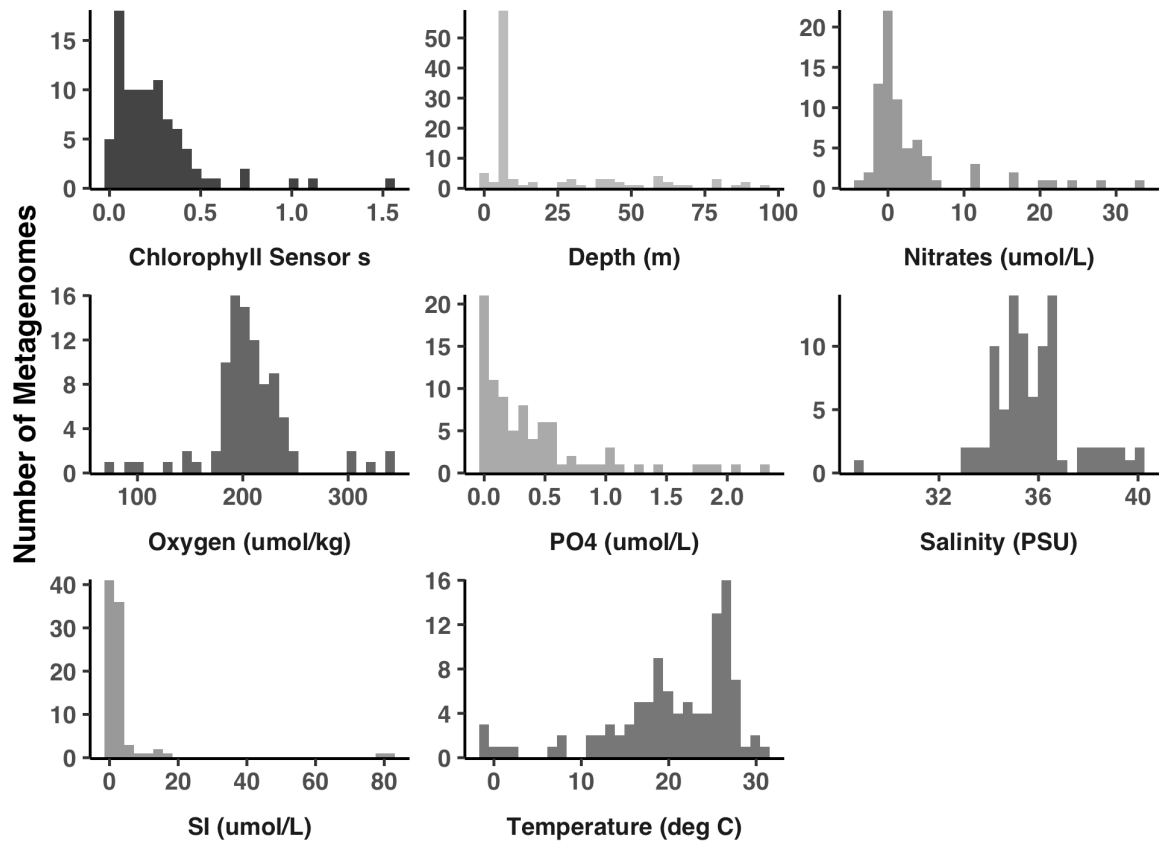 Number of Metagenomes
15
10
5
0
0.0 0.5 1.0 1.5
Chlorophyll Sensor s
50
40
30
20
10
0
0 25 50 75 100
Depth (m)
20
15
10
5
0
0 10 20 30
Nitrates (umol/L)
16
12
8
4
0
100 200 300
Oxygen (umol/kg)
20
15
10
5
0
0.0 0.5 1.0 1.5 2.0
PO4 (umol/L)
10
5
0
32 36 40
Salinity (PSU)
40
30
20
10
0
0 20 40 60 80
SI (umol/L)
16
12
8
4
0
0 10 20 30
Temperature (deg C)